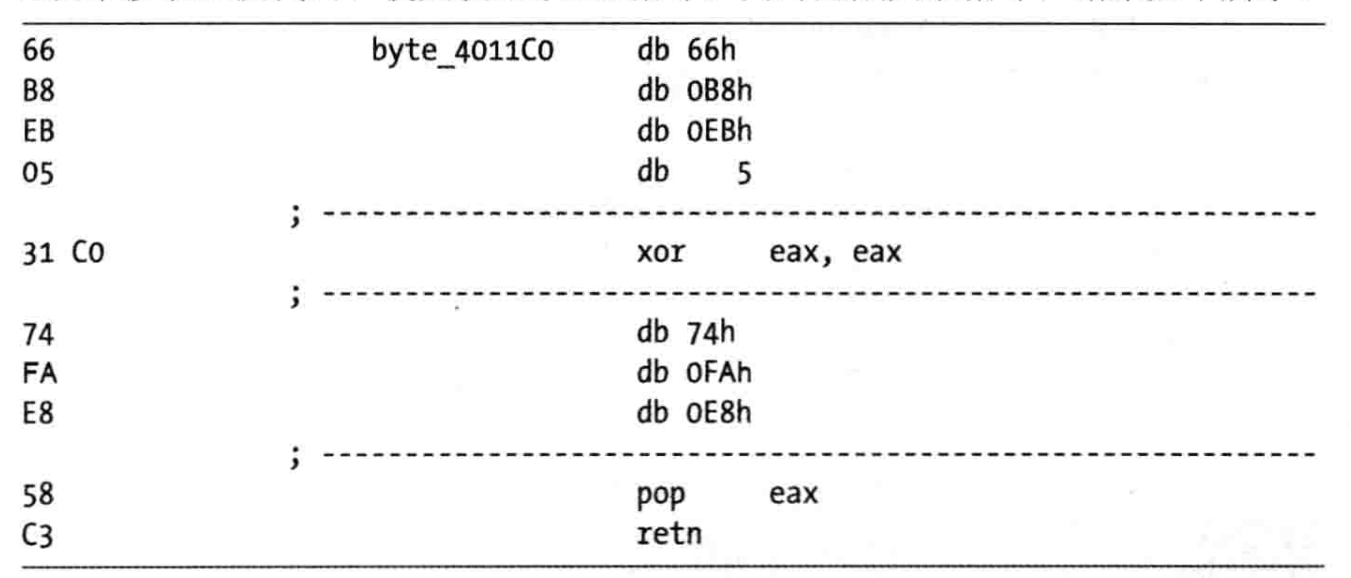 66 byte_4011C0 db 66h
B8 db 0B8h
EB db 0EBh
05 db 5
; ------------------------------------------------------------
31 C0 xor eax, eax
; ------------------------------------------------------------
74 db 74h
FA db 0FAh
E8 db 0E8h
; ------------------------------------------------------------
58 pop eax
C3 retn